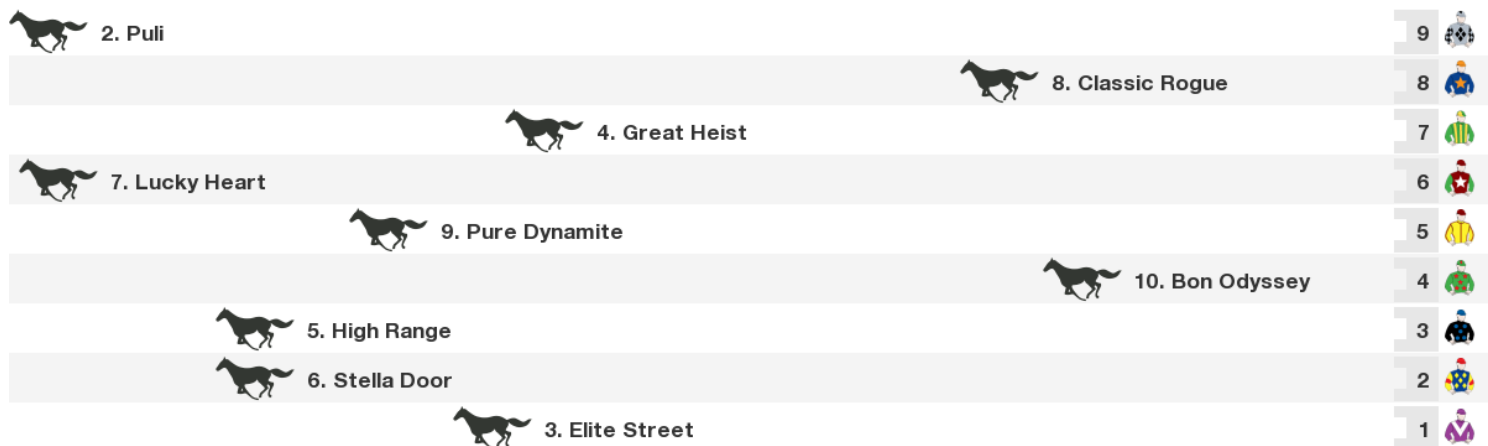 2. Puli 9
8. Classic Rogue 8
4. Great Heist 7
7. Lucky Heart 6
9. Pure Dynamite 5
10. Bon Odyssey 4
5. High Range 3
6. Stella Door 2
3. Elite Street 1